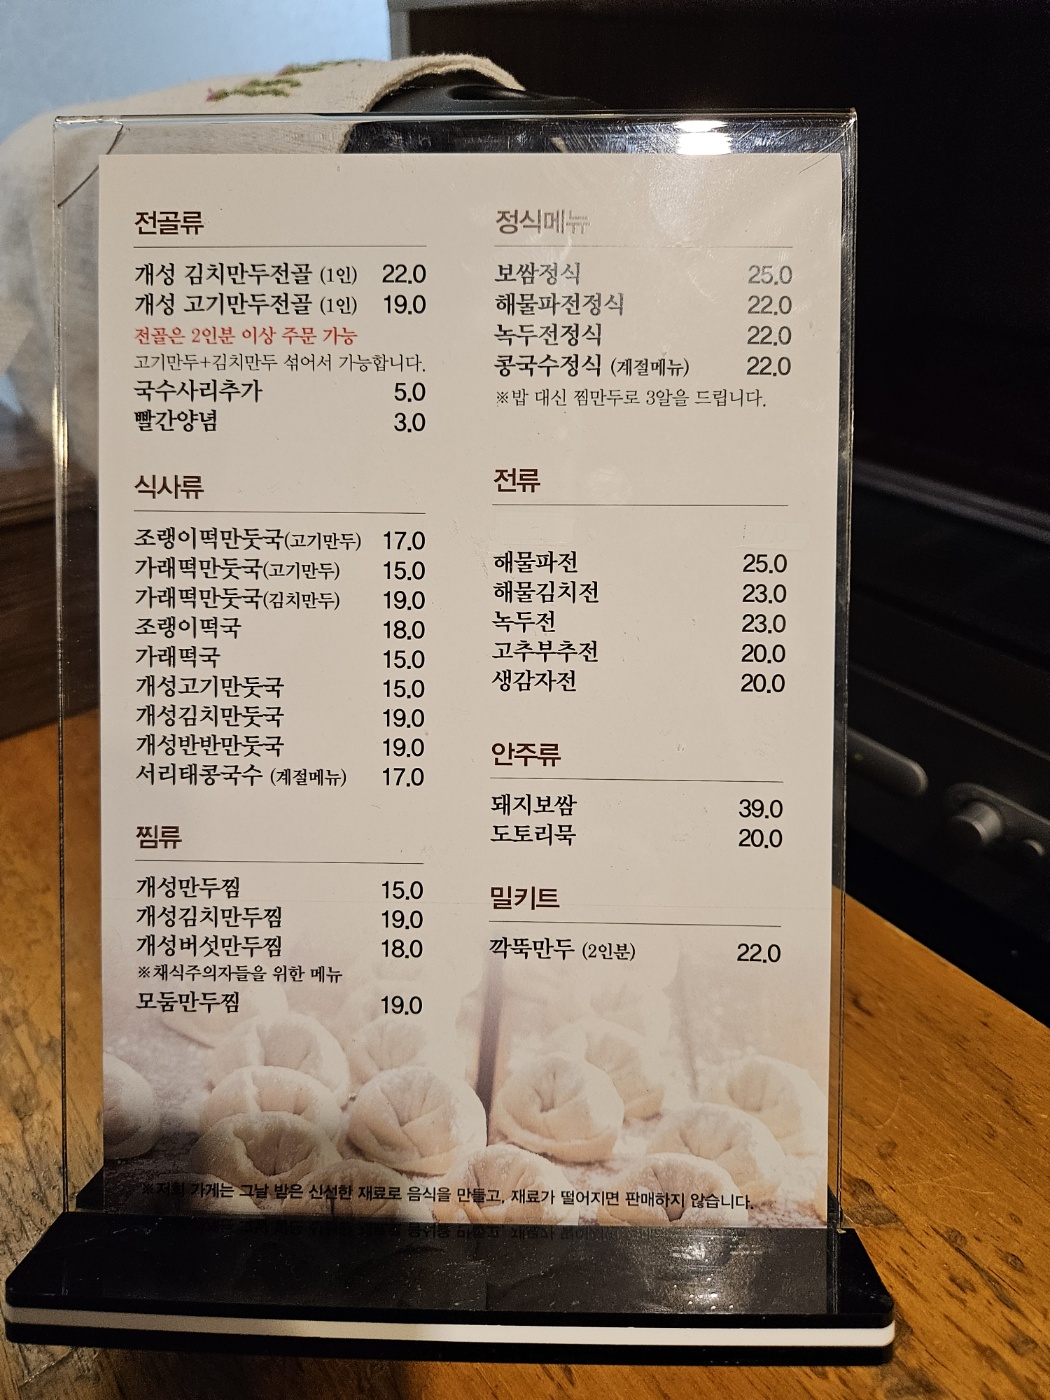 전골류
개성 김치만두전골 (1인) 22.0
개성 고기만두전골 (1인) 19.0
전골은 2인분 이상 주문 가능
고기만두+김치만두 섞어서 가능합니다.
국수사리추가 5.0
빨간양념 3.0
식사류
조랭이떡만둣국(고기만두) 17.0
가래떡만둣국(고기만두) 15.0
가래떡만둣국(김치만두) 19.0
조랭이떡국 18.0
가래떡국 15.0
개성고기만둣국 15.0
개성김치만둣국 19.0
개성반반만둣국 19.0
서리태콩국수 (계절메뉴) 17.0
찜류
개성만두찜 15.0
개성김치만두찜 19.0
개성버섯만두찜 18.0
※채식주의자들을 위한 메뉴
모둠만두찜 19.0
정식메뉴
보쌈정식 25.0
해물파전정식 22.0
녹두전정식 22.0
콩국수정식 (계절메뉴) 22.0
※밥 대신 찜만두로 3알을 드립니다.
전류
해물파전 25.0
해물김치전 23.0
녹두전 23.0
고추부추전 20.0
생감자전 20.0
안주류
돼지보쌈 39.0
도토리묵 20.0
밀키트
깍뚝만두 (2인분) 22.0
※저희 가게는 그날 받은 신선한 재료로 음식을 만들고, 재료가 떨어지면 판매하지 않습니다.